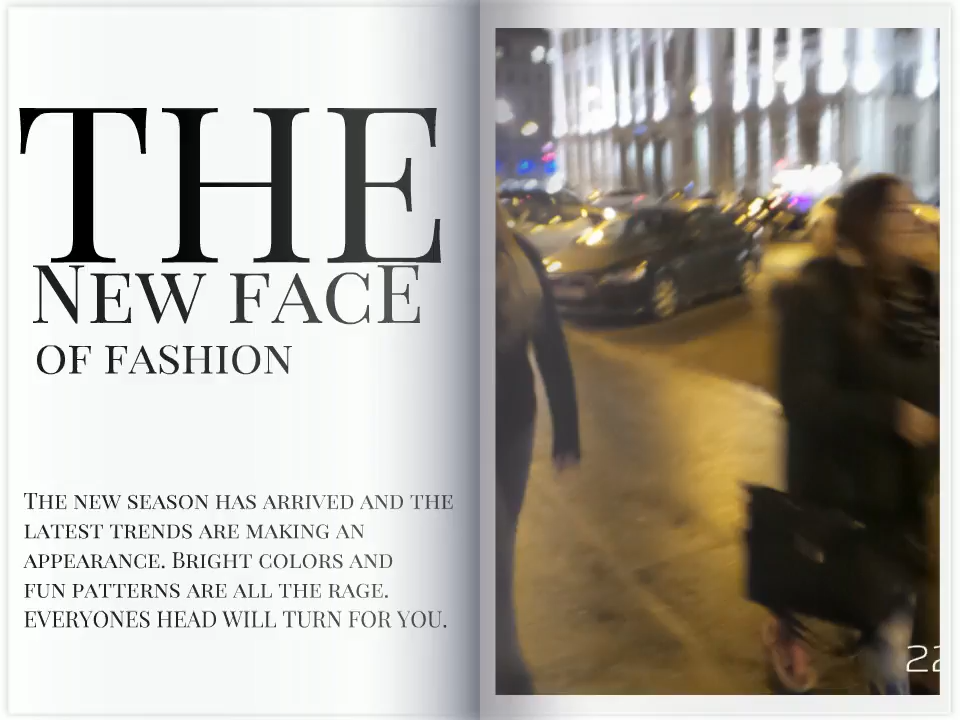 THE
NEW FACE
OF FASHION
THE NEW SEASON HAS ARRIVED AND THE
LATEST TRENDS ARE MAKING AN
APPEARANCE. BRIGHT COLORS AND
FUN PATTERNS ARE ALL THE RAGE.
EVERYONES HEAD WILL TURN FOR YOU.
22